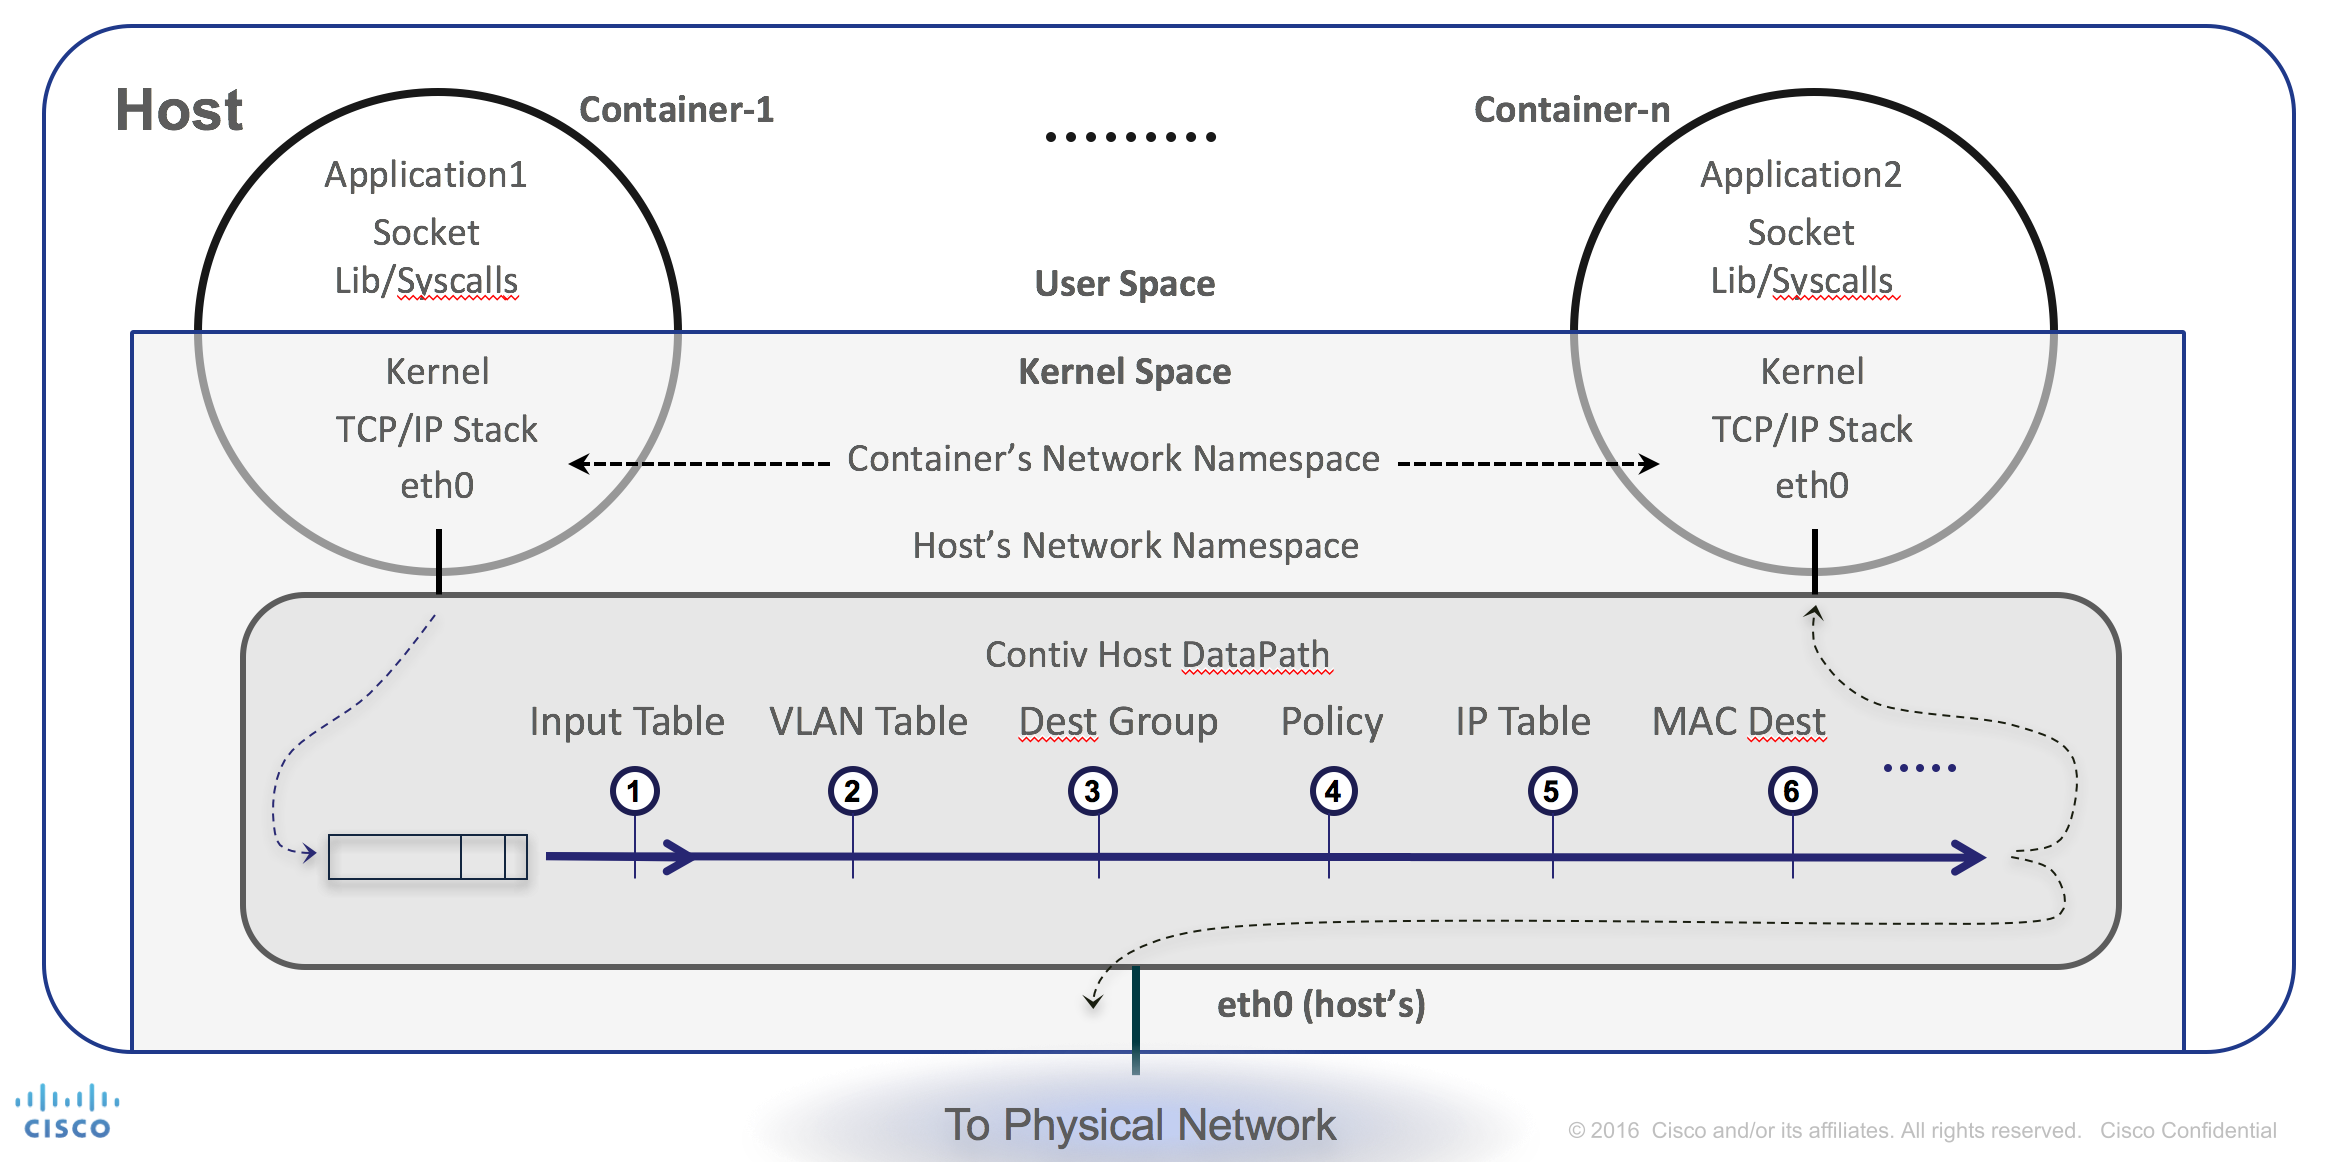 Host
Container-1
Container-n
Application1
Socket
Lib/Syscalls
Application2
Socket
Lib/Syscalls
User Space
Kernel Space
Kernel
TCP/IP Stack
eth0
Container’s Network Namespace
Host’s Network Namespace
Kernel
TCP/IP Stack
eth0
Contiv Host DataPath
Input Table
VLAN Table
Dest Group
Policy
IP Table
MAC Dest
1
2
3
4
5
6
eth0 (host’s)
To Physical Network
CISCO
© 2016 Cisco and/or its affiliates. All rights reserved. Cisco Confidential